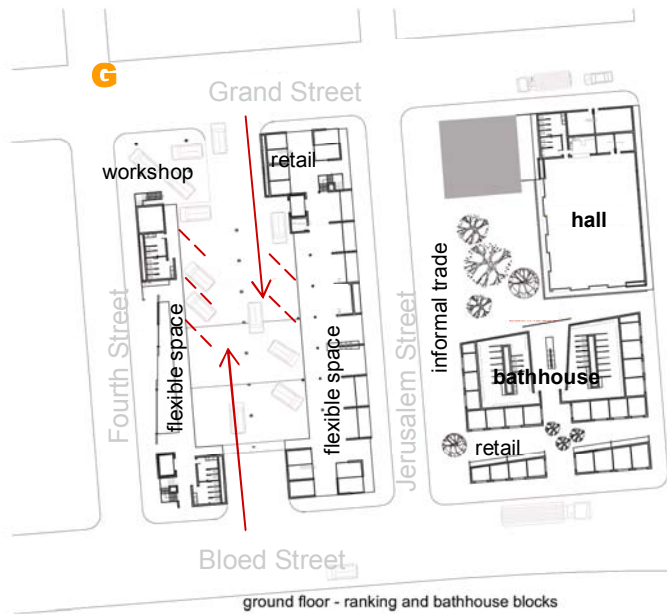 G
Grand Street
workshop
retail
hall
Fourth Street
flexible space
flexible space
Jerusalem Street
informal trade
bathhouse
retail
Bloed Street
ground floor - ranking and bathhouse blocks